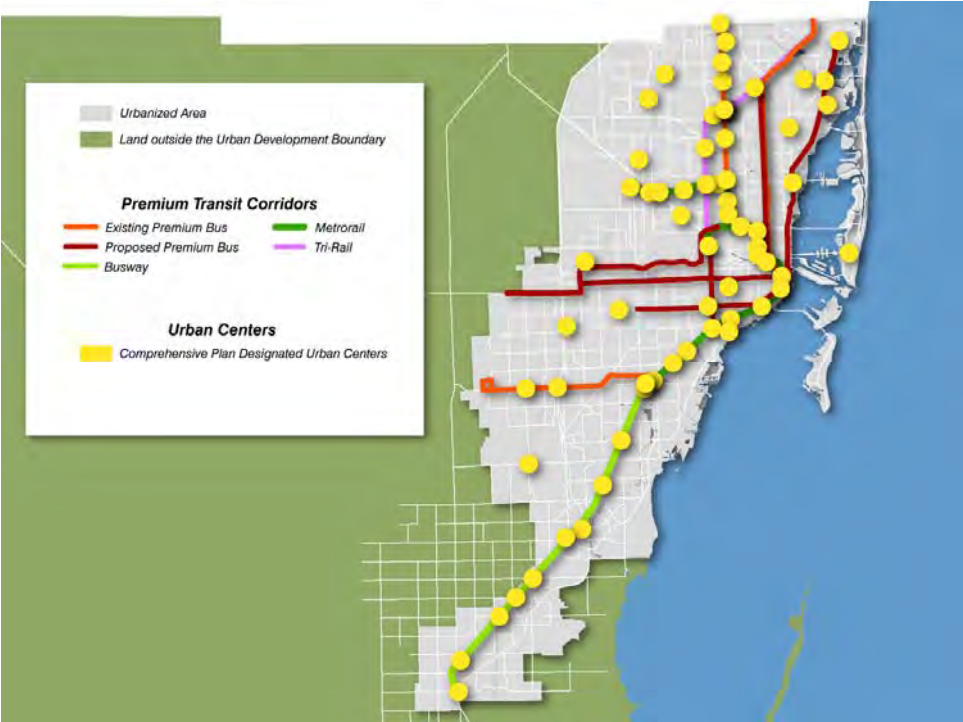 Urbanized Area
Land outside the Urban Development Boundary
Premium Transit Corridors
Existing Premium Bus
Metrorail
Proposed Premium Bus
Tri-Rail
Busway
Urban Centers
Comprehensive Plan Designated Urban Centers